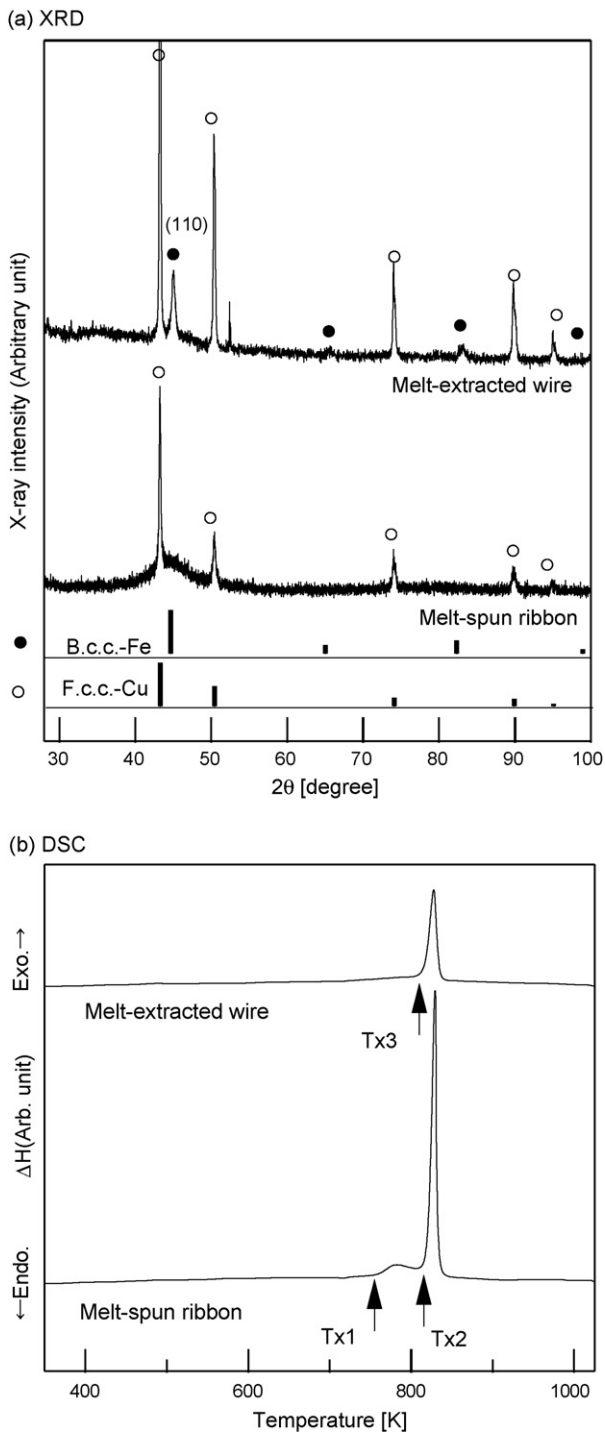 (a) XRD
(110)
X-ray intensity (Arbitrary unit)
Melt-extracted wire
Melt-spun ribbon
B.c.c.-Fe
F.c.c.-Cu
30 40 50 60 70 80 90 100
2θ [degree]
(b) DSC
Exo.→
Melt-extracted wire
Tx3
ΔH(Arb. unit)
←Endo.
Melt-spun ribbon
Tx1
Tx2
400 600 800 1000
Temperature [K]